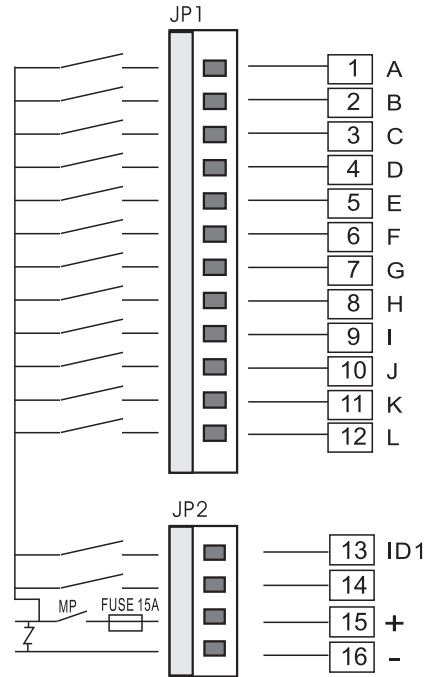 JP1
1 A
2 B
3 C
4 D
5 E
6 F
7 G
8 H
9 I
10 J
11 K
12 L
JP2
13 ID1
14
MP FUSE 15A 15 +
16 -